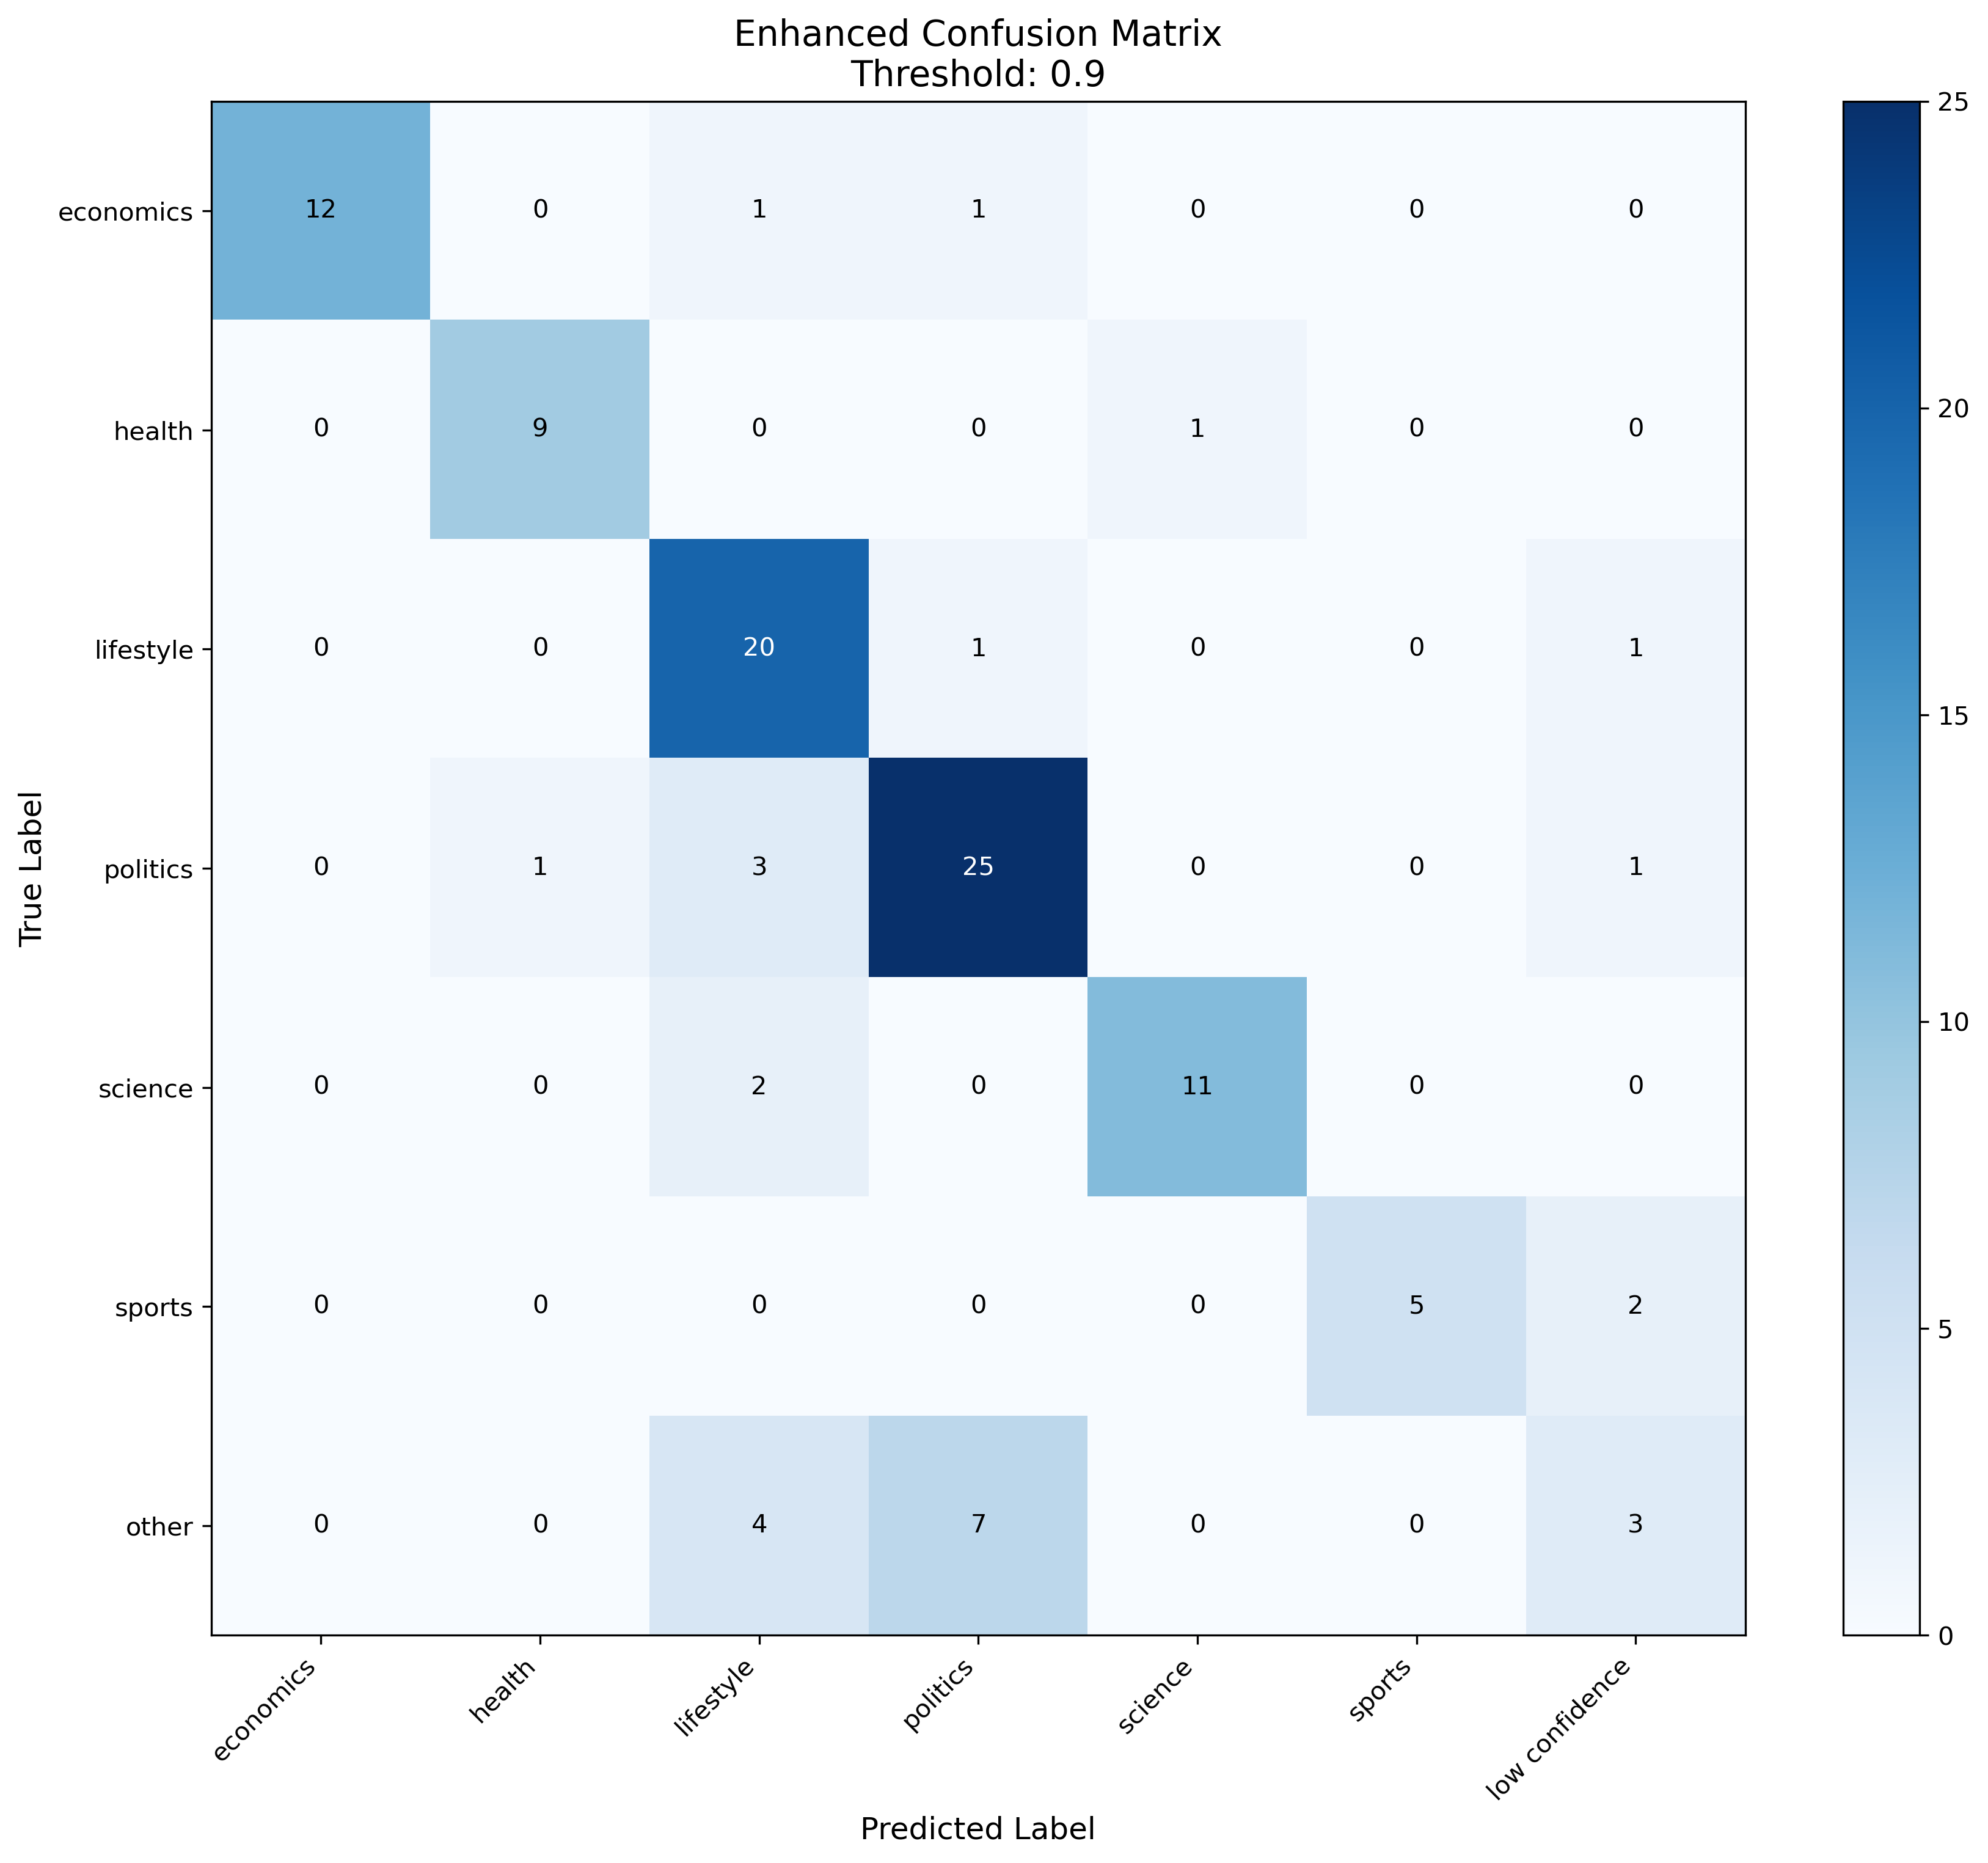 Enhanced Confusion Matrix
Threshold: 0.9
25
economics 12 0 1 1 0 0 0
20
health 0 9 0 0 1 0 0
lifestyle 0 0 20 1 0 0 1
15
politics 0 1 3 25 0 0 1
10
science 0 0 2 0 11 0 0
sports 0 0 0 0 0 5 2
5
other 0 0 4 7 0 0 3
0
True Label
economics health lifestyle politics science sports low confidence
Predicted Label